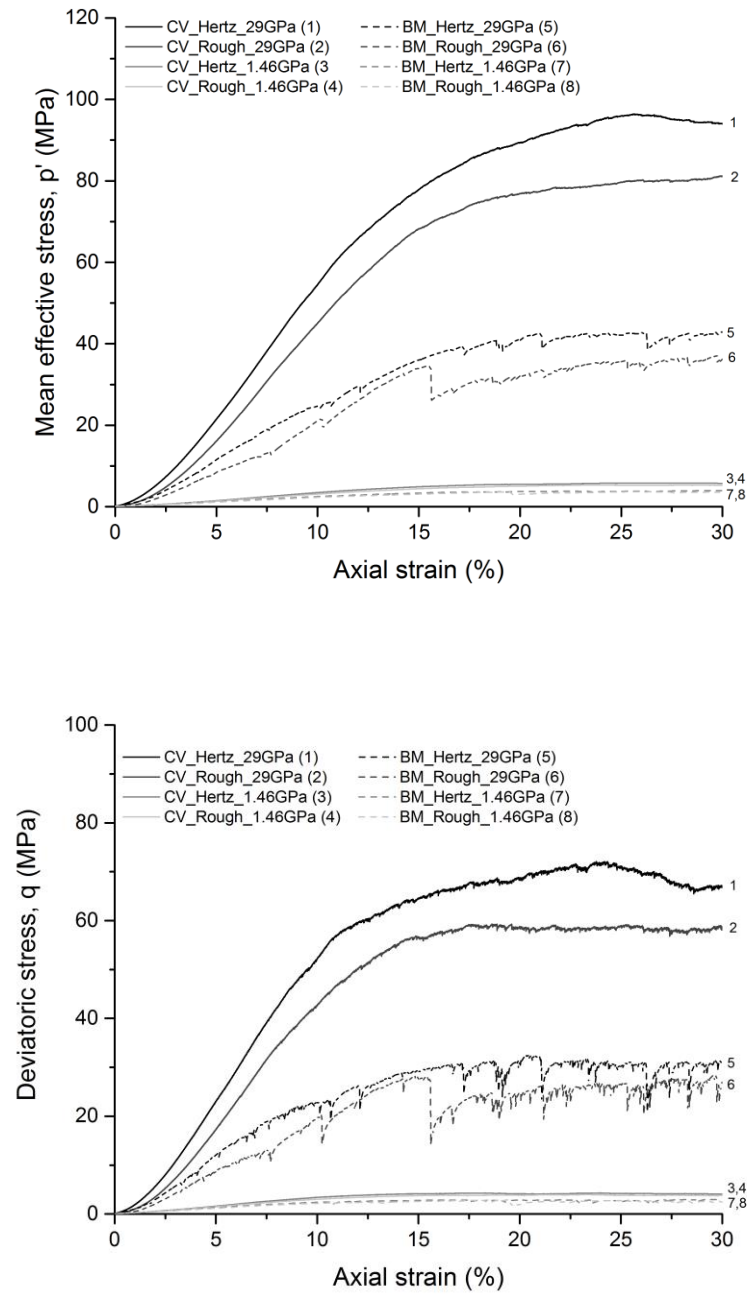 120
100
80
60
40
20
0
Mean effective stress, p' (MPa)
CV_Hertz_29GPa (1)
CV_Rough_29GPa (2)
CV_Hertz_1.46GPa (3
CV_Rough_1.46GPa (4)
BM_Hertz_29GPa (5)
BM_Rough_29GPa (6)
BM_Hertz_1.46GPa (7)
BM_Rough_1.46GPa (8)
1
2
5
6
3,4
7,8
0 5 10 15 20 25 30
Axial strain (%)
100
80
60
40
20
0
Deviatoric stress, q (MPa)
CV_Hertz_29GPa (1)
CV_Rough_29GPa (2)
CV_Hertz_1.46GPa (3)
CV_Rough_1.46GPa (4)
BM_Hertz_29GPa (5)
BM_Rough_29GPa (6)
BM_Hertz_1.46GPa (7)
BM_Rough_1.46GPa (8)
1
2
5
6
3,4
7,8
0 5 10 15 20 25 30
Axial strain (%)